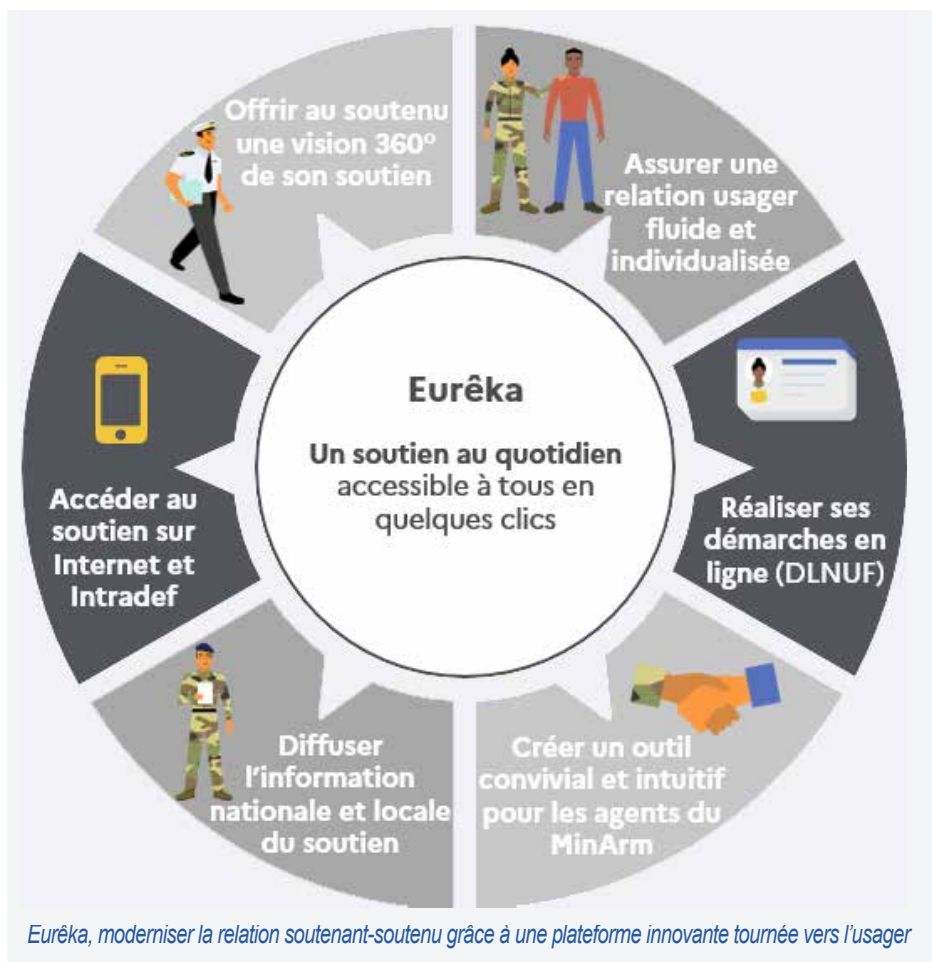 Offrir au soutenu
une vision 360°
de son soutien
Assurer une
relation usager
fluide et
individualisée
Accéder au
soutien sur
Internet et
Intradef
Eurêka
Un soutien au quotidien
accessible à tous en
quelques clics
Réaliser ses
démarches en
ligne (DLNUF)
Diffuser
l'information
nationale et locale
du soutien
Créer un outil
convivial et intuitif
pour les agents du
MinArm
Eurêka, moderniser la relation soutenant-soutenu grâce à une plateforme innovante tournée vers l'usager